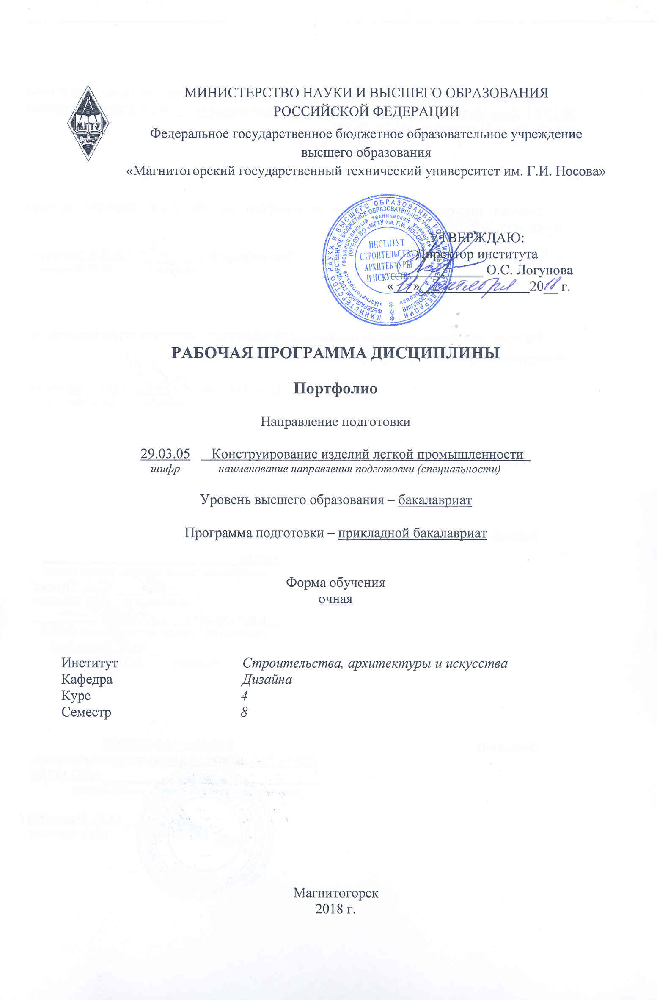 МИНИСТЕРСТВО НАУКИ И ВЫСШЕГО ОБРАЗОВАНИЯ
РОССИЙСКОЙ ФЕДЕРАЦИИ
Федеральное государственное бюджетное образовательное учреждение
высшего образования
«Магнитогорский государственный технический университет им. Г.И. Носова»
МГТУ
МИНИСТЕРСТВО НАУКИ И ВЫСШЕГО ОБРАЗОВАНИЯ РОССИЙСКОЙ ФЕДЕРАЦИИ
ФЕДЕРАЛЬНОЕ ГОСУДАРСТВЕННОЕ БЮДЖЕТНОЕ ОБРАЗОВАТЕЛЬНОЕ УЧРЕЖДЕНИЕ ВЫСШЕГО ОБРАЗОВАНИЯ
«Магнитогорский государственный технический университет им. Г.И. Носова»
(ФГБОУ ВО «МГТУ им. Г.И. НОСОВА»)
ИНСТИТУТ
СТРОИТЕЛЬСТВА,
АРХИТЕКТУРЫ
И ИСКУССТВА
УТВЕРЖДАЮ:
Директор института
О.С. Логунова
«11» сентября 2018 г.
РАБОЧАЯ ПРОГРАММА ДИСЦИПЛИНЫ
Портфолио
Направление подготовки
29.03.05 Конструирование изделий легкой промышленности
шифр наименование направления подготовки (специальности)
Уровень высшего образования – бакалавриат
Программа подготовки – прикладной бакалавриат
Форма обучения
очная
Институт Строительства, архитектуры и искусства
Кафедра Дизайна
Курс 4
Семестр 8
Магнитогорск
2018 г.